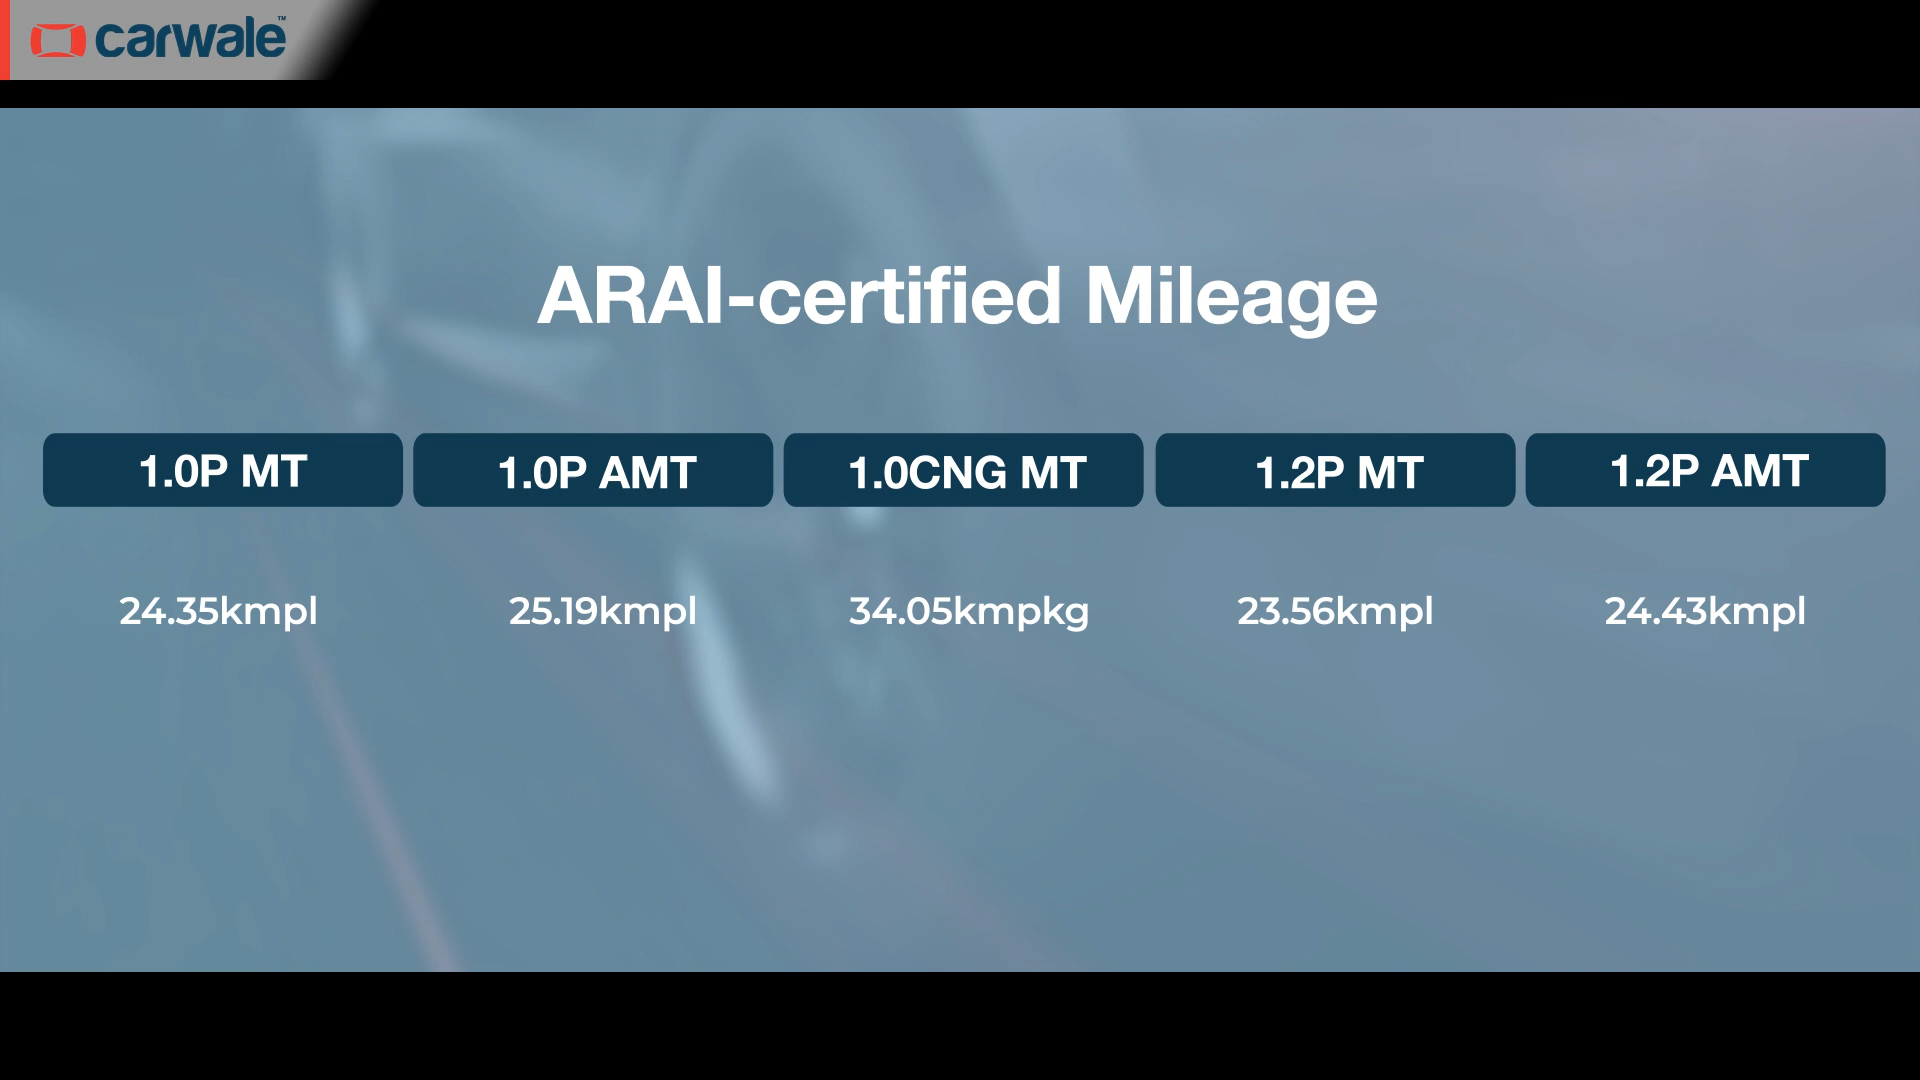 carwale™
ARAI-certified Mileage
1.0P MT 1.0P AMT 1.0CNG MT 1.2P MT 1.2P AMT
24.35kmpl 25.19kmpl 34.05kmpkg 23.56kmpl 24.43kmpl